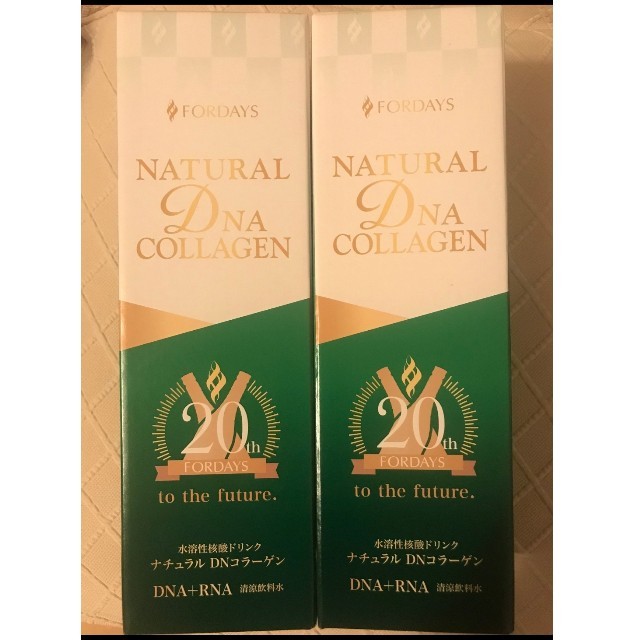 FORDAYS
NATURAL
DNA
COLLAGEN
20th
FORDAYS
to the future.
水溶性核酸ドリンク
ナチュラル DNコラーゲン
DNA+RNA 清涼飲料水
FORDAYS
NATURAL
DNA
COLLAGEN
20th
FORDAYS
to the future.
水溶性核酸ドリンク
ナチュラル DNコラーゲン
DNA+RNA 清涼飲料水